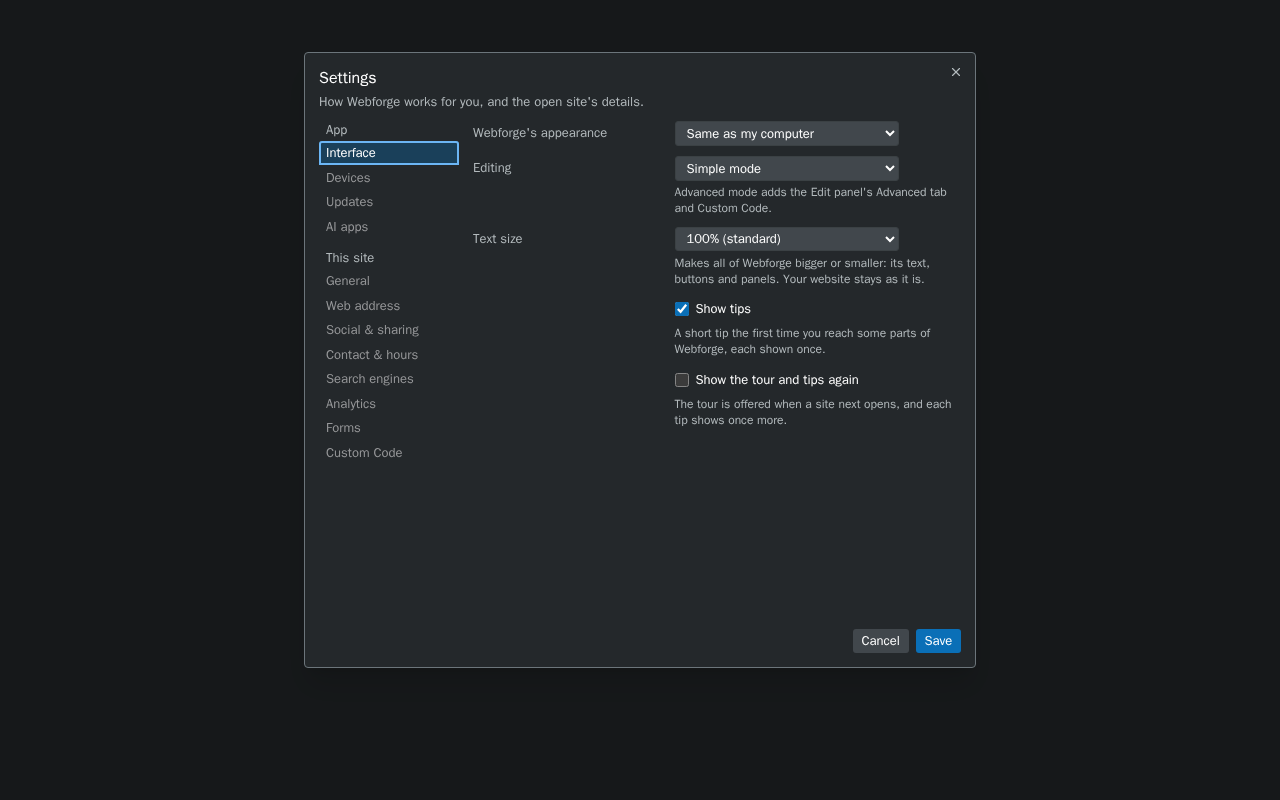 Settings
How Webforge works for you, and the open site's details.
App
Interface
Devices
Updates
AI apps
This site
General
Web address
Social & sharing
Contact & hours
Search engines
Analytics
Forms
Custom Code
Webforge's appearance
Same as my computer
Editing
Simple mode
Advanced mode adds the Edit panel's Advanced tab
and Custom Code.
Text size
100% (standard)
Makes all of Webforge bigger or smaller: its text,
buttons and panels. Your website stays as it is.
Show tips
A short tip the first time you reach some parts of
Webforge, each shown once.
Show the tour and tips again
The tour is offered when a site next opens, and each
tip shows once more.
Cancel
Save